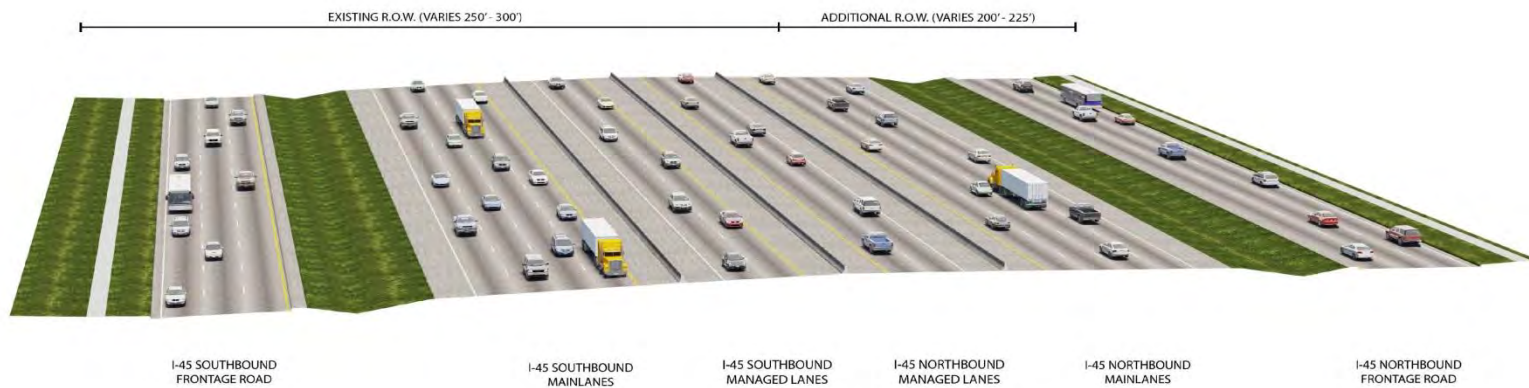 EXISTING R.O.W. (VARIES 250' - 300')
ADDITIONAL R.O.W. (VARIES 200' - 225')
I-45 SOUTHBOUND
FRONTAGE ROAD
I-45 SOUTHBOUND
MAINLANES
I-45 SOUTHBOUND
MANAGED LANES
I-45 NORTHBOUND
MANAGED LANES
I-45 NORTHBOUND
MAINLANES
I-45 NORTHBOUND
FRONTAGE ROAD